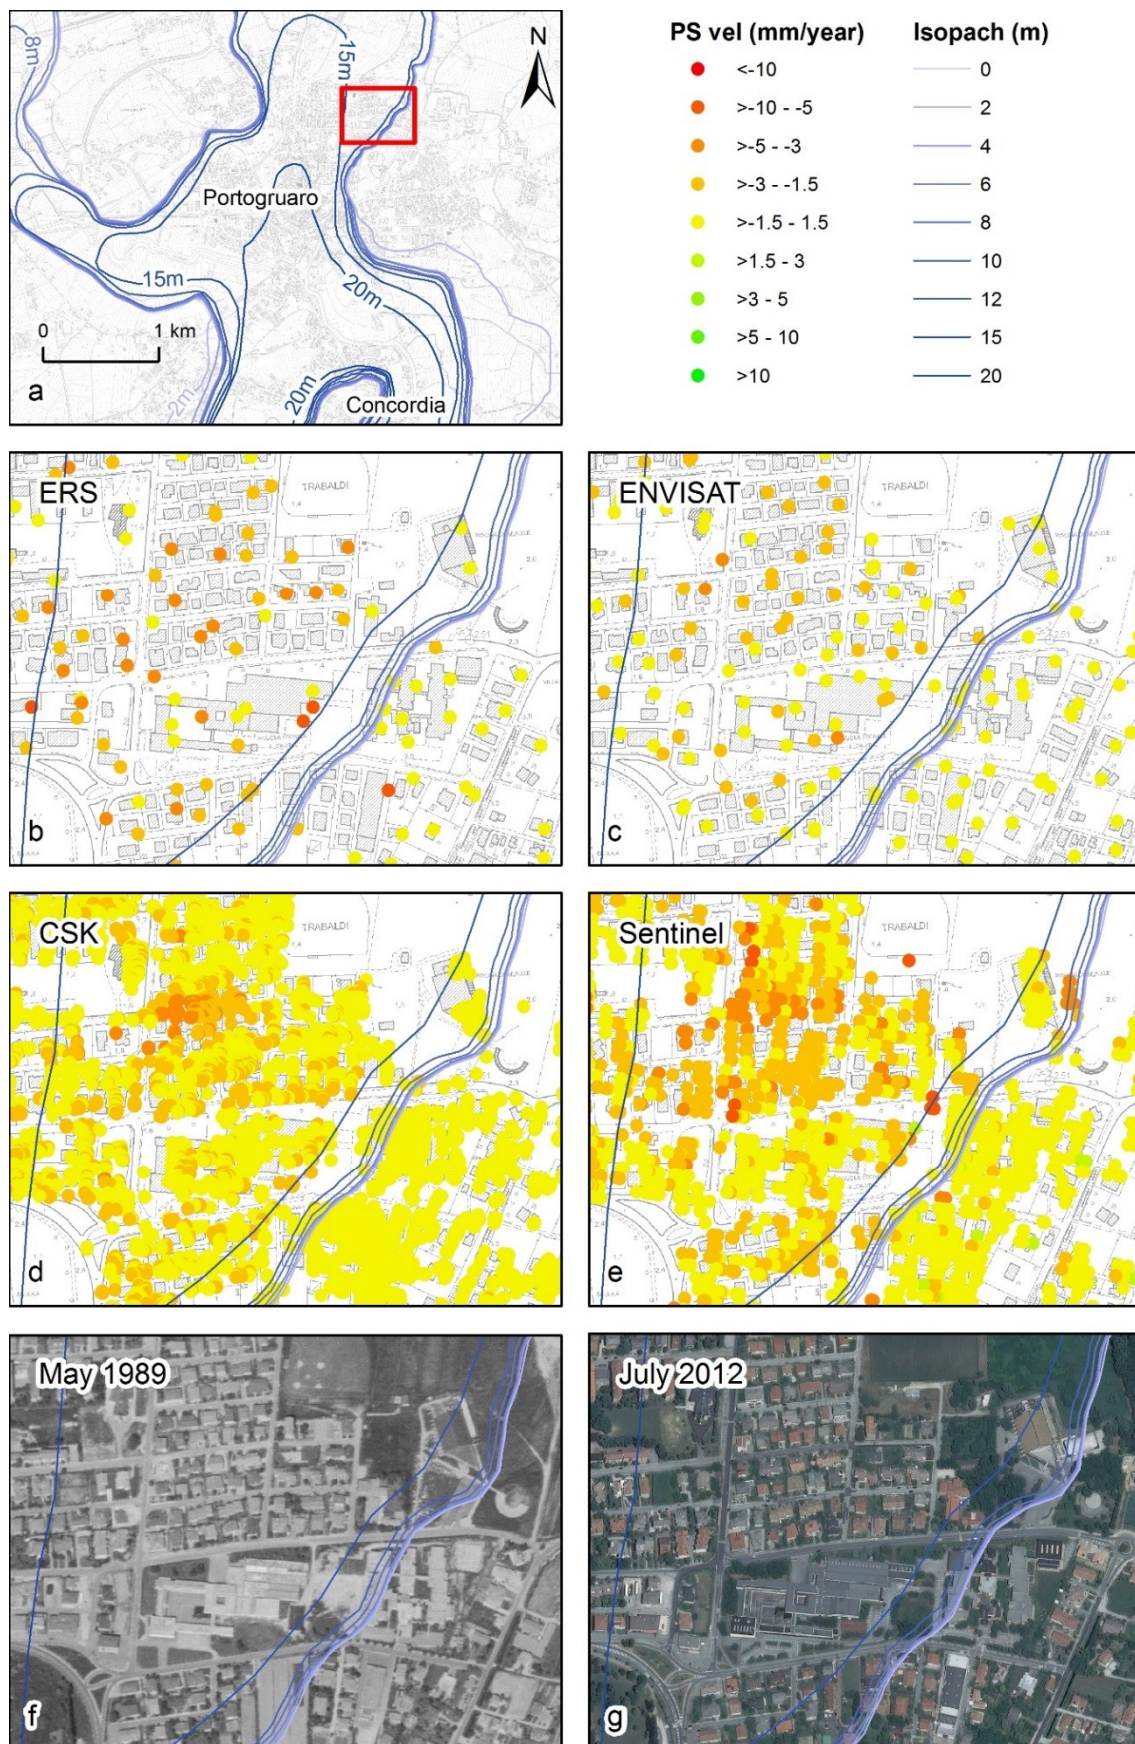 8m
15m
N
Portogruaro
15m
20m
0 1 km
2m
20m
Concordia
a
PS vel (mm/year) Isopach (m)
<-10 0
>-10 - -5 2
>-5 - -3 4
>-3 - -1.5 6
>-1.5 - 1.5 8
>1.5 - 3 10
>3 - 5 12
>5 - 10 15
>10 20
ERS
TRABALDI
b
ENVISAT
TRABALDI
c
CSK
TRABALDI
d
Sentinel
TRABALDI
e
May 1989
f
July 2012
g